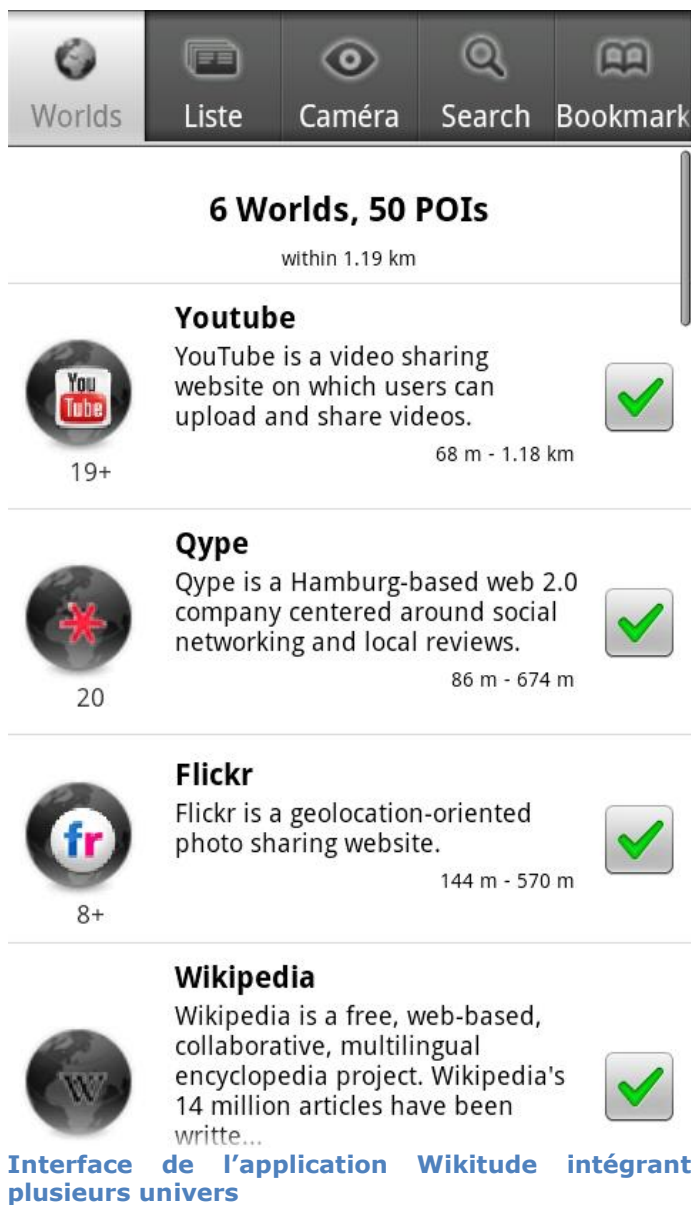 Worlds Liste Caméra Search Bookmark
6 Worlds, 50 POIs
within 1.19 km
Youtube
YouTube is a video sharing
website on which users can
upload and share videos.
68 m - 1.18 km
You
Tube
19+
Qype
Qype is a Hamburg-based web 2.0
company centered around social
networking and local reviews.
86 m - 674 m
20
Flickr
Flickr is a geolocation-oriented
photo sharing website.
144 m - 570 m
fr
8+
Wikipedia
Wikipedia is a free, web-based,
collaborative, multilingual
encyclopedia project. Wikipedia's
14 million articles have been
writte...
W
Interface de l’application Wikitude intégrant
plusieurs univers